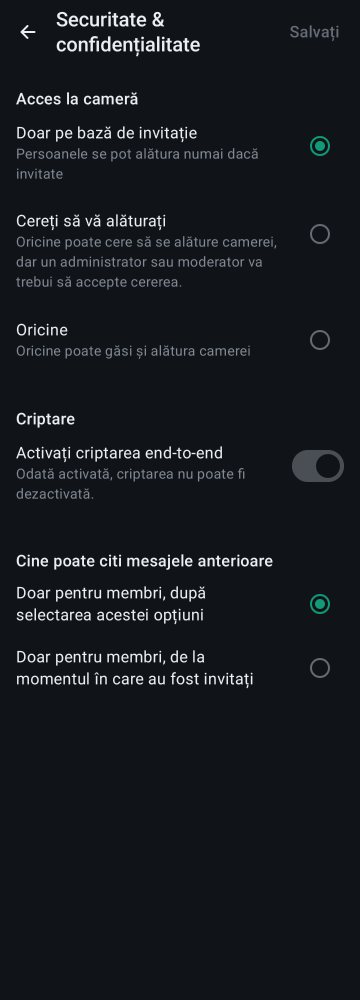 Securitate &
confidențialitate
Salvați
Acces la cameră
Doar pe bază de invitație
Persoanele se pot alătura numai dacă
invitate
Cereți să vă alăturați
Oricine poate cere să se alăture camerei,
dar un administrator sau moderator va
trebui să accepte cererea.
Oricine
Oricine poate găsi și alătura camerei
Criptare
Activați criptarea end-to-end
Odată activată, criptarea nu poate fi
dezactivată.
Cine poate citi mesajele anterioare
Doar pentru membri, după
selectarea acestei opțiuni
Doar pentru membri, de la
momentul în care au fost invitați